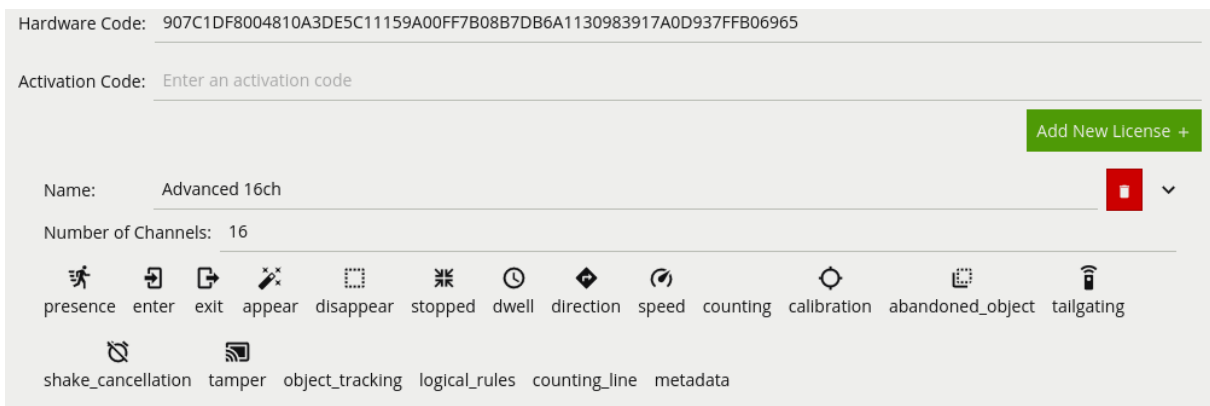 Hardware Code: 907C1DF8004810A3DE5C11159A00FF7B08B7DB6A1130983917A0D937FFB06965
Activation Code: Enter an activation code
Add New License +
Name: Advanced 16ch
Number of Channels: 16
presence enter exit appear disappear stopped dwell direction speed counting calibration abandoned_object tailgating
shake_cancellation tamper object_tracking logical_rules counting_line metadata